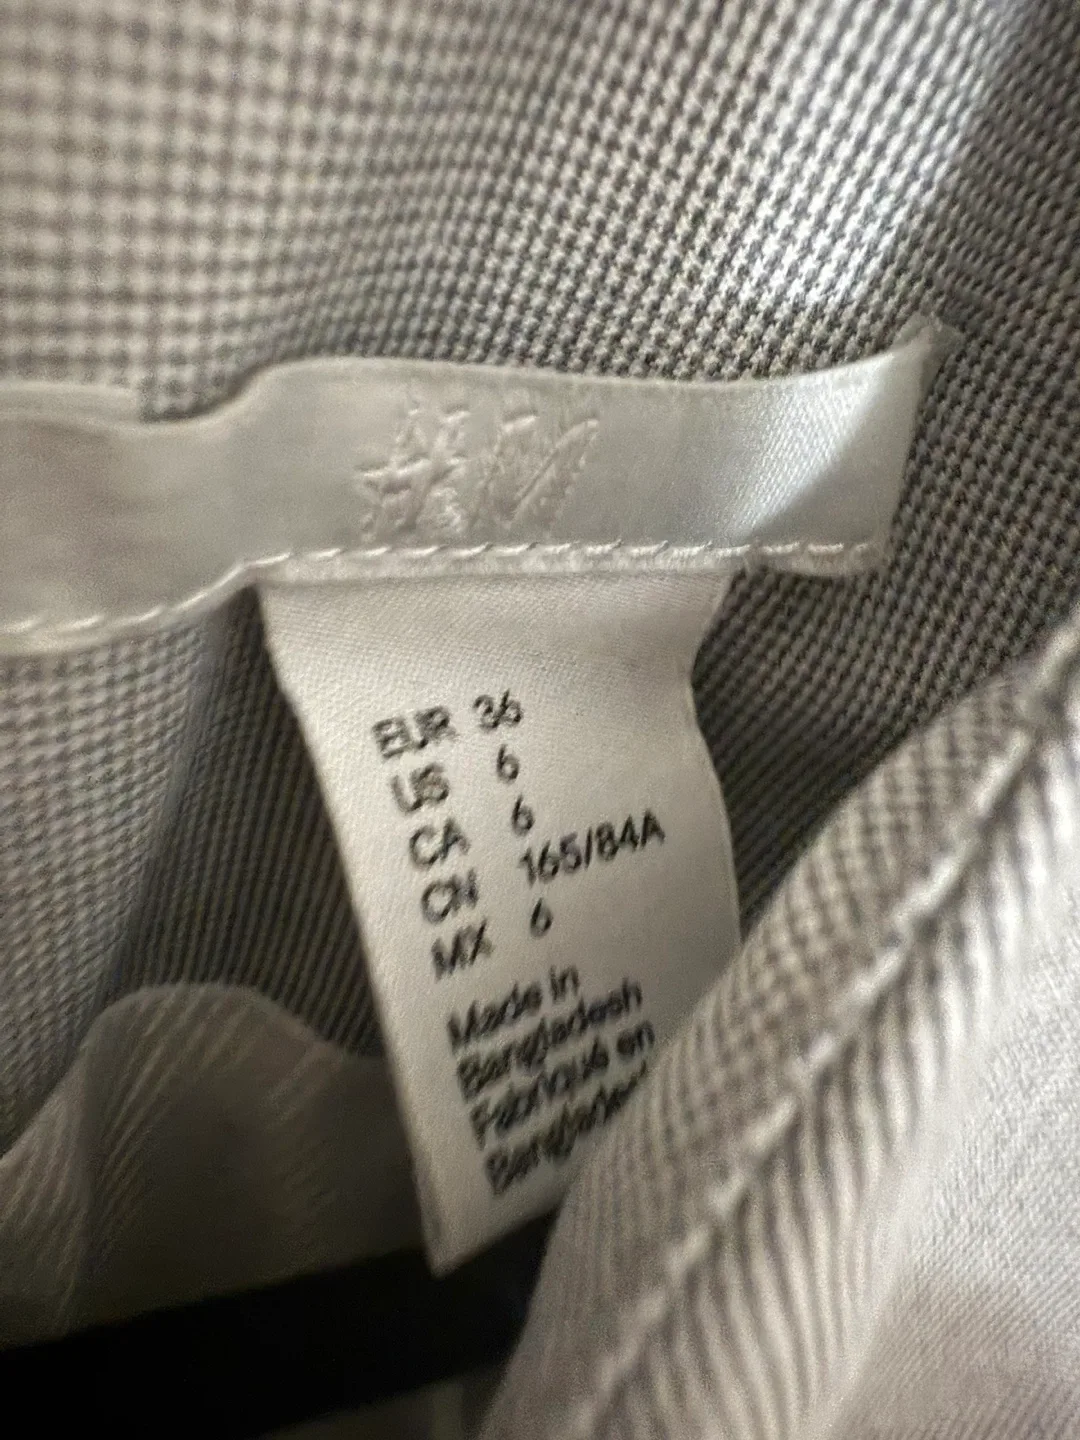 EUR 36
US 6
CA 6
CN 165/84A
MX 6
Made in
Bangladesh
Fabriqué en